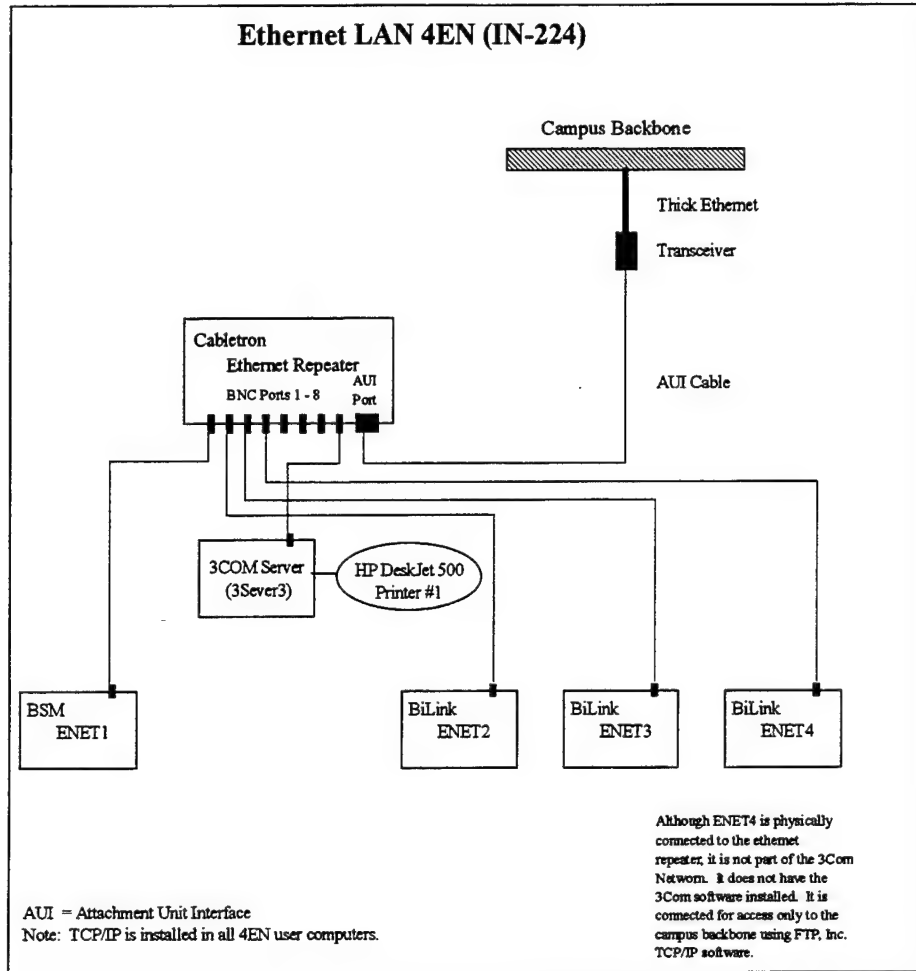 Ethernet LAN 4EN (IN-224)
Campus Backbone
Thick Ethernet
Transceiver
Cabletron
Ethernet Repeater
BNC Ports 1 - 8
AUI
Port
AUI Cable
3COM Server
(3Sever3)
HP DeskJet 500
Printer #1
BSM
ENET1
BiLink
ENET2
BiLink
ENET3
BiLink
ENET4
Although ENET4 is physically
connected to the ethernet
repeater, it is not part of the 3Com
Networn. It does not have the
3Com software installed. It is
connected for access only to the
campus backbone using FTP, Inc.
TCP/IP software.
AUI = Attachment Unit Interface
Note: TCP/IP is installed in all 4EN user computers.